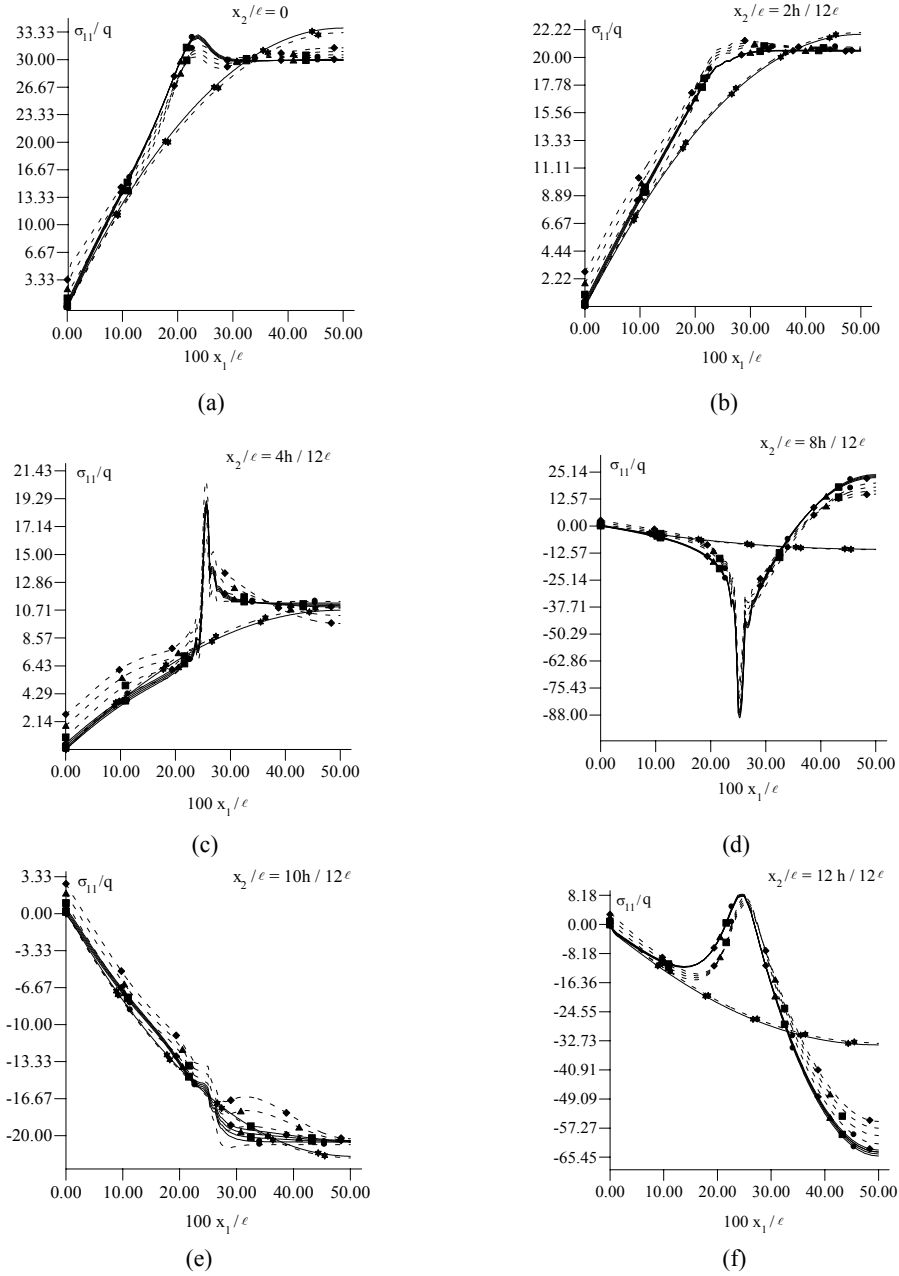 x₂/ℓ = 0
σ₁₁/q
33.33
30.00
26.67
23.33
20.00
16.67
13.33
10.00
6.67
3.33
0.00 10.00 20.00 30.00 40.00 50.00
100 x₁/ℓ
(a)
x₂/ℓ = 2h / 12ℓ
σ₁₁/q
22.22
20.00
17.78
15.56
13.33
11.11
8.89
6.67
4.44
2.22
0.00 10.00 20.00 30.00 40.00 50.00
100 x₁/ℓ
(b)
x₂/ℓ = 4h / 12ℓ
σ₁₁/q
21.43
19.29
17.14
15.00
12.86
10.71
8.57
6.43
4.29
2.14
0.00 10.00 20.00 30.00 40.00 50.00
100 x₁/ℓ
(c)
x₂/ℓ = 8h / 12ℓ
σ₁₁/q
25.14
12.57
0.00
-12.57
-25.14
-37.71
-50.29
-62.86
-75.43
-88.00
0.00 10.00 20.00 30.00 40.00 50.00
100 x₁/ℓ
(d)
x₂/ℓ = 10h / 12ℓ
σ₁₁/q
3.33
0.00
-3.33
-6.67
-10.00
-13.33
-16.67
-20.00
0.00 10.00 20.00 30.00 40.00 50.00
100 x₁/ℓ
(e)
x₂/ℓ = 12 h / 12ℓ
σ₁₁/q
8.18
0.00
-8.18
-16.36
-24.55
-32.73
-40.91
-49.09
-57.27
-65.45
0.00 10.00 20.00 30.00 40.00 50.00
100 x₁/ℓ
(f)